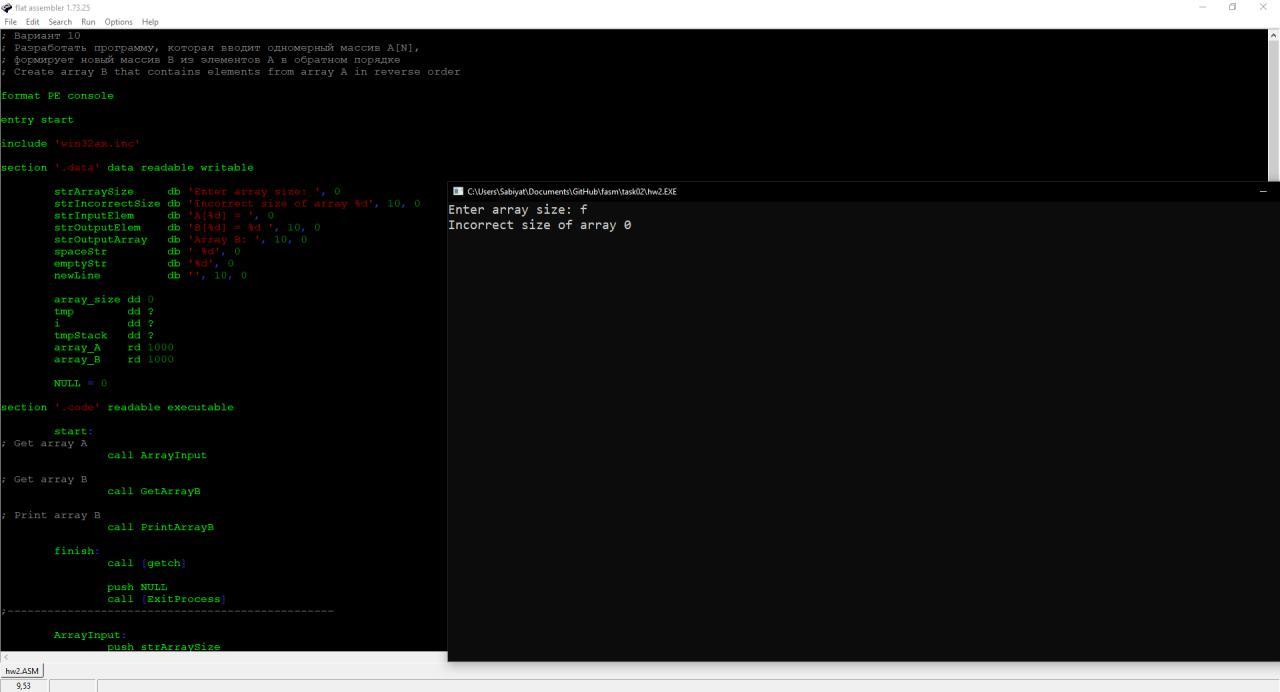 flat assembler 1.73.25
File Edit Search Run Options Help
; Вариант 10
; Разработать программу, которая вводит одномерный массив A[N],
; формирует новый массив B из элементов A в обратном порядке
; Create array B that contains elements from array A in reverse order
format PE console
entry start
include 'win32ax.inc'
section '.data' data readable writable
strArraySize db 'Enter array size: ', 0
strIncorrectSize db 'Incorrect size of array %d', 10, 0
strInputElem db 'A[%d] = ', 0
strOutputElem db 'B[%d] = %d ', 10, 0
strOutputArray db 'Array B: ', 10, 0
spaceStr db ' %d', 0
emptyStr db '%d', 0
newLine db '', 10, 0
array_size dd 0
tmp dd ?
i dd ?
tmpStack dd ?
array_A rd 1000
array_B rd 1000
NULL = 0
section '.code' readable executable
start:
; Get array A
call ArrayInput
; Get array B
call GetArrayB
; Print array B
call PrintArrayB
finish:
call [getch]
push NULL
call [ExitProcess]
;--------------------------------------------------
ArrayInput:
push strArraySize
hw2.ASM
9,53
C:\Users\Sabiyat\Documents\GitHub\fasm\task02\hw2.EXE
Enter array size: f
Incorrect size of array 0